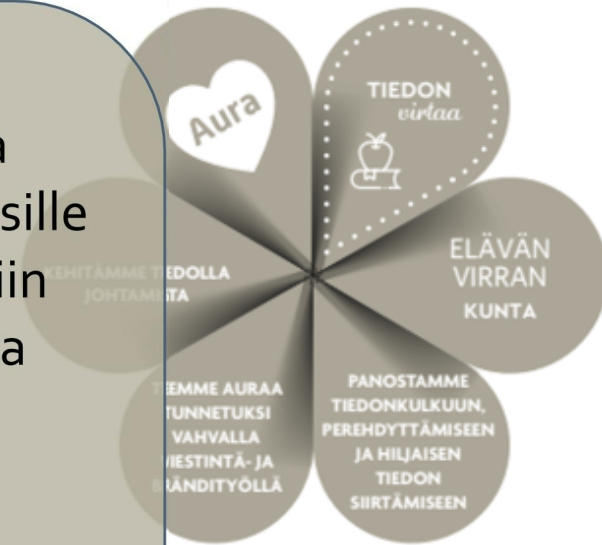 a
sille
iin
a
Aura
TIEDON
virtaa
ELÄVÄN
VIRRAN
KUNTA
KEHITÄMME TIEDOLLA
JOHTAMISTA
TEEMME AURAA
TUNNETUKSI
VAHVALLA
VIESTINTÄ- JA
BRÄNDITYÖLLÄ
PANOSTAMME
TIEDONKULKUUN,
PEREHDYTTÄMISEEN
JA HILJAISEN
TIEDON
SIIRTÄMISEEN